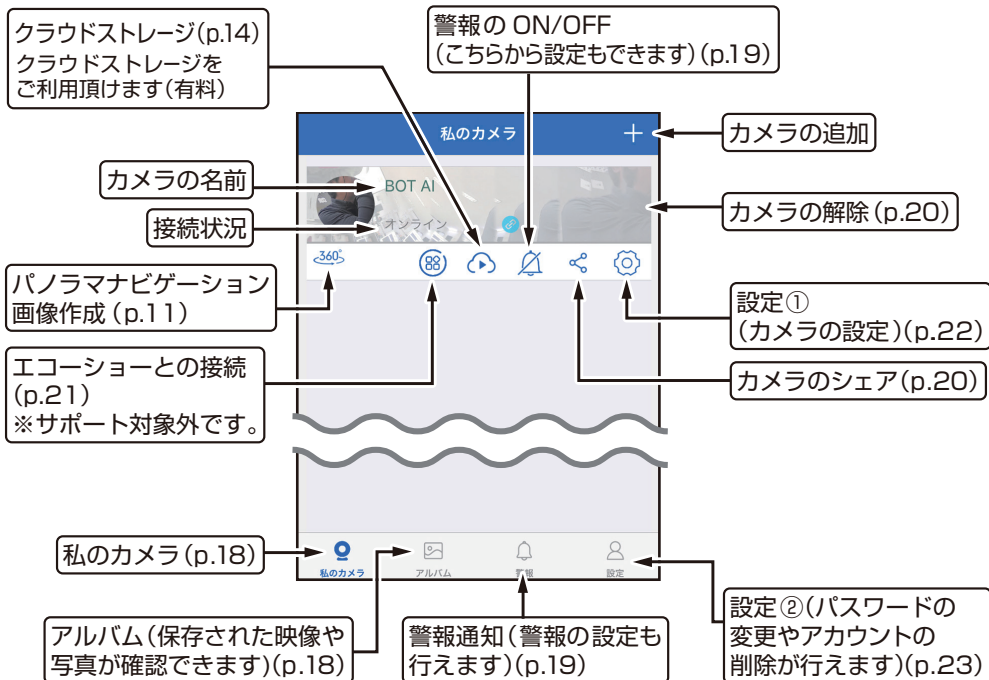 クラウドストレージ(p.14)
クラウドストレージを
ご利用頂けます(有料)
警報の ON/OFF
(こちらから設定もできます)(p.19)
私のカメラ
カメラの追加
カメラの名前
BOT AI
接続状況
オンライン
カメラの解除(p.20)
360°
パノラマナビゲーション
画像作成(p.11)
設定①
(カメラの設定)(p.22)
エコーショーとの接続
(p.21)
※サポート対象外です。
カメラのシェア(p.20)
私のカメラ(p.18)
私のカメラ
アルバム
警報
設定
アルバム(保存された映像や
写真が確認できます)(p.18)
警報通知(警報の設定も
行えます)(p.19)
設定②(パスワードの
変更やアカウントの
削除が行えます)(p.23)